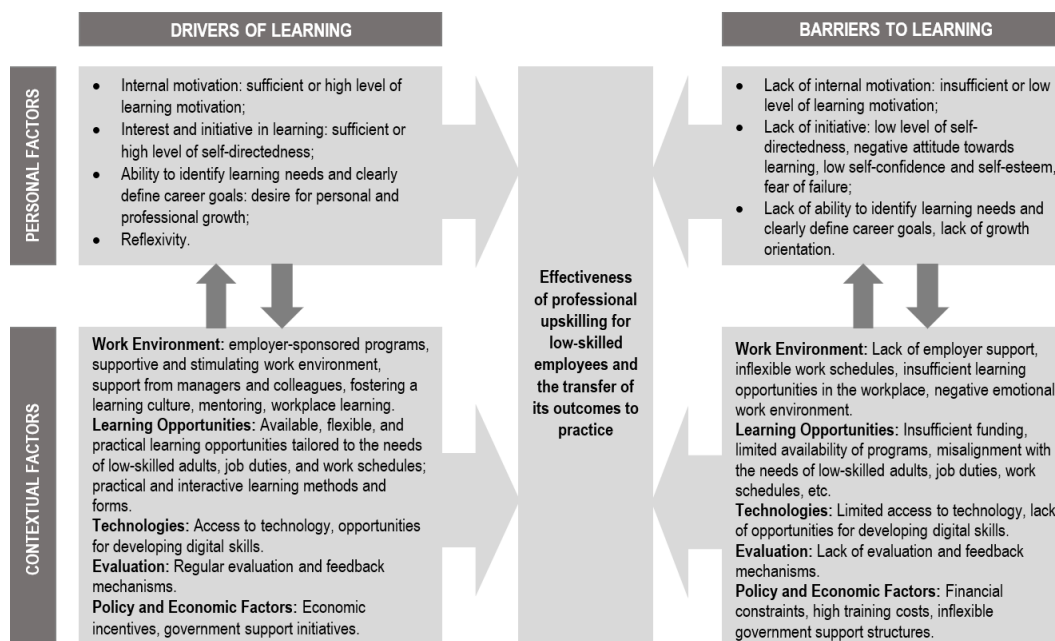 DRIVERS OF LEARNING
BARRIERS TO LEARNING
PERSONAL FACTORS
● Internal motivation: sufficient or high level of
learning motivation;
● Interest and initiative in learning: sufficient or
high level of self-directedness;
● Ability to identify learning needs and clearly
define career goals: desire for personal and
professional growth;
● Reflexivity.
● Lack of internal motivation: insufficient or low
level of learning motivation;
● Lack of initiative: low level of self-
directedness, negative attitude towards
learning, low self-confidence and self-esteem,
fear of failure;
● Lack of ability to identify learning needs and
clearly define career goals, lack of growth
orientation.
Effectiveness
of professional
upskilling for
low-skilled
employees and
the transfer of
its outcomes to
practice
CONTEXTUAL FACTORS
Work Environment: employer-sponsored programs,
supportive and stimulating work environment,
support from managers and colleagues, fostering a
learning culture, mentoring, workplace learning.
Learning Opportunities: Available, flexible, and
practical learning opportunities tailored to the needs
of low-skilled adults, job duties, and work schedules;
practical and interactive learning methods and
forms.
Technologies: Access to technology, opportunities
for developing digital skills.
Evaluation: Regular evaluation and feedback
mechanisms.
Policy and Economic Factors: Economic
incentives, government support initiatives.
Work Environment: Lack of employer support,
inflexible work schedules, insufficient learning
opportunities in the workplace, negative emotional
work environment.
Learning Opportunities: Insufficient funding,
limited availability of programs, misalignment with
the needs of low-skilled adults, job duties, work
schedules, etc.
Technologies: Limited access to technology, lack
of opportunities for developing digital skills.
Evaluation: Lack of evaluation and feedback
mechanisms.
Policy and Economic Factors: Financial
constraints, high training costs, inflexible
government support structures.